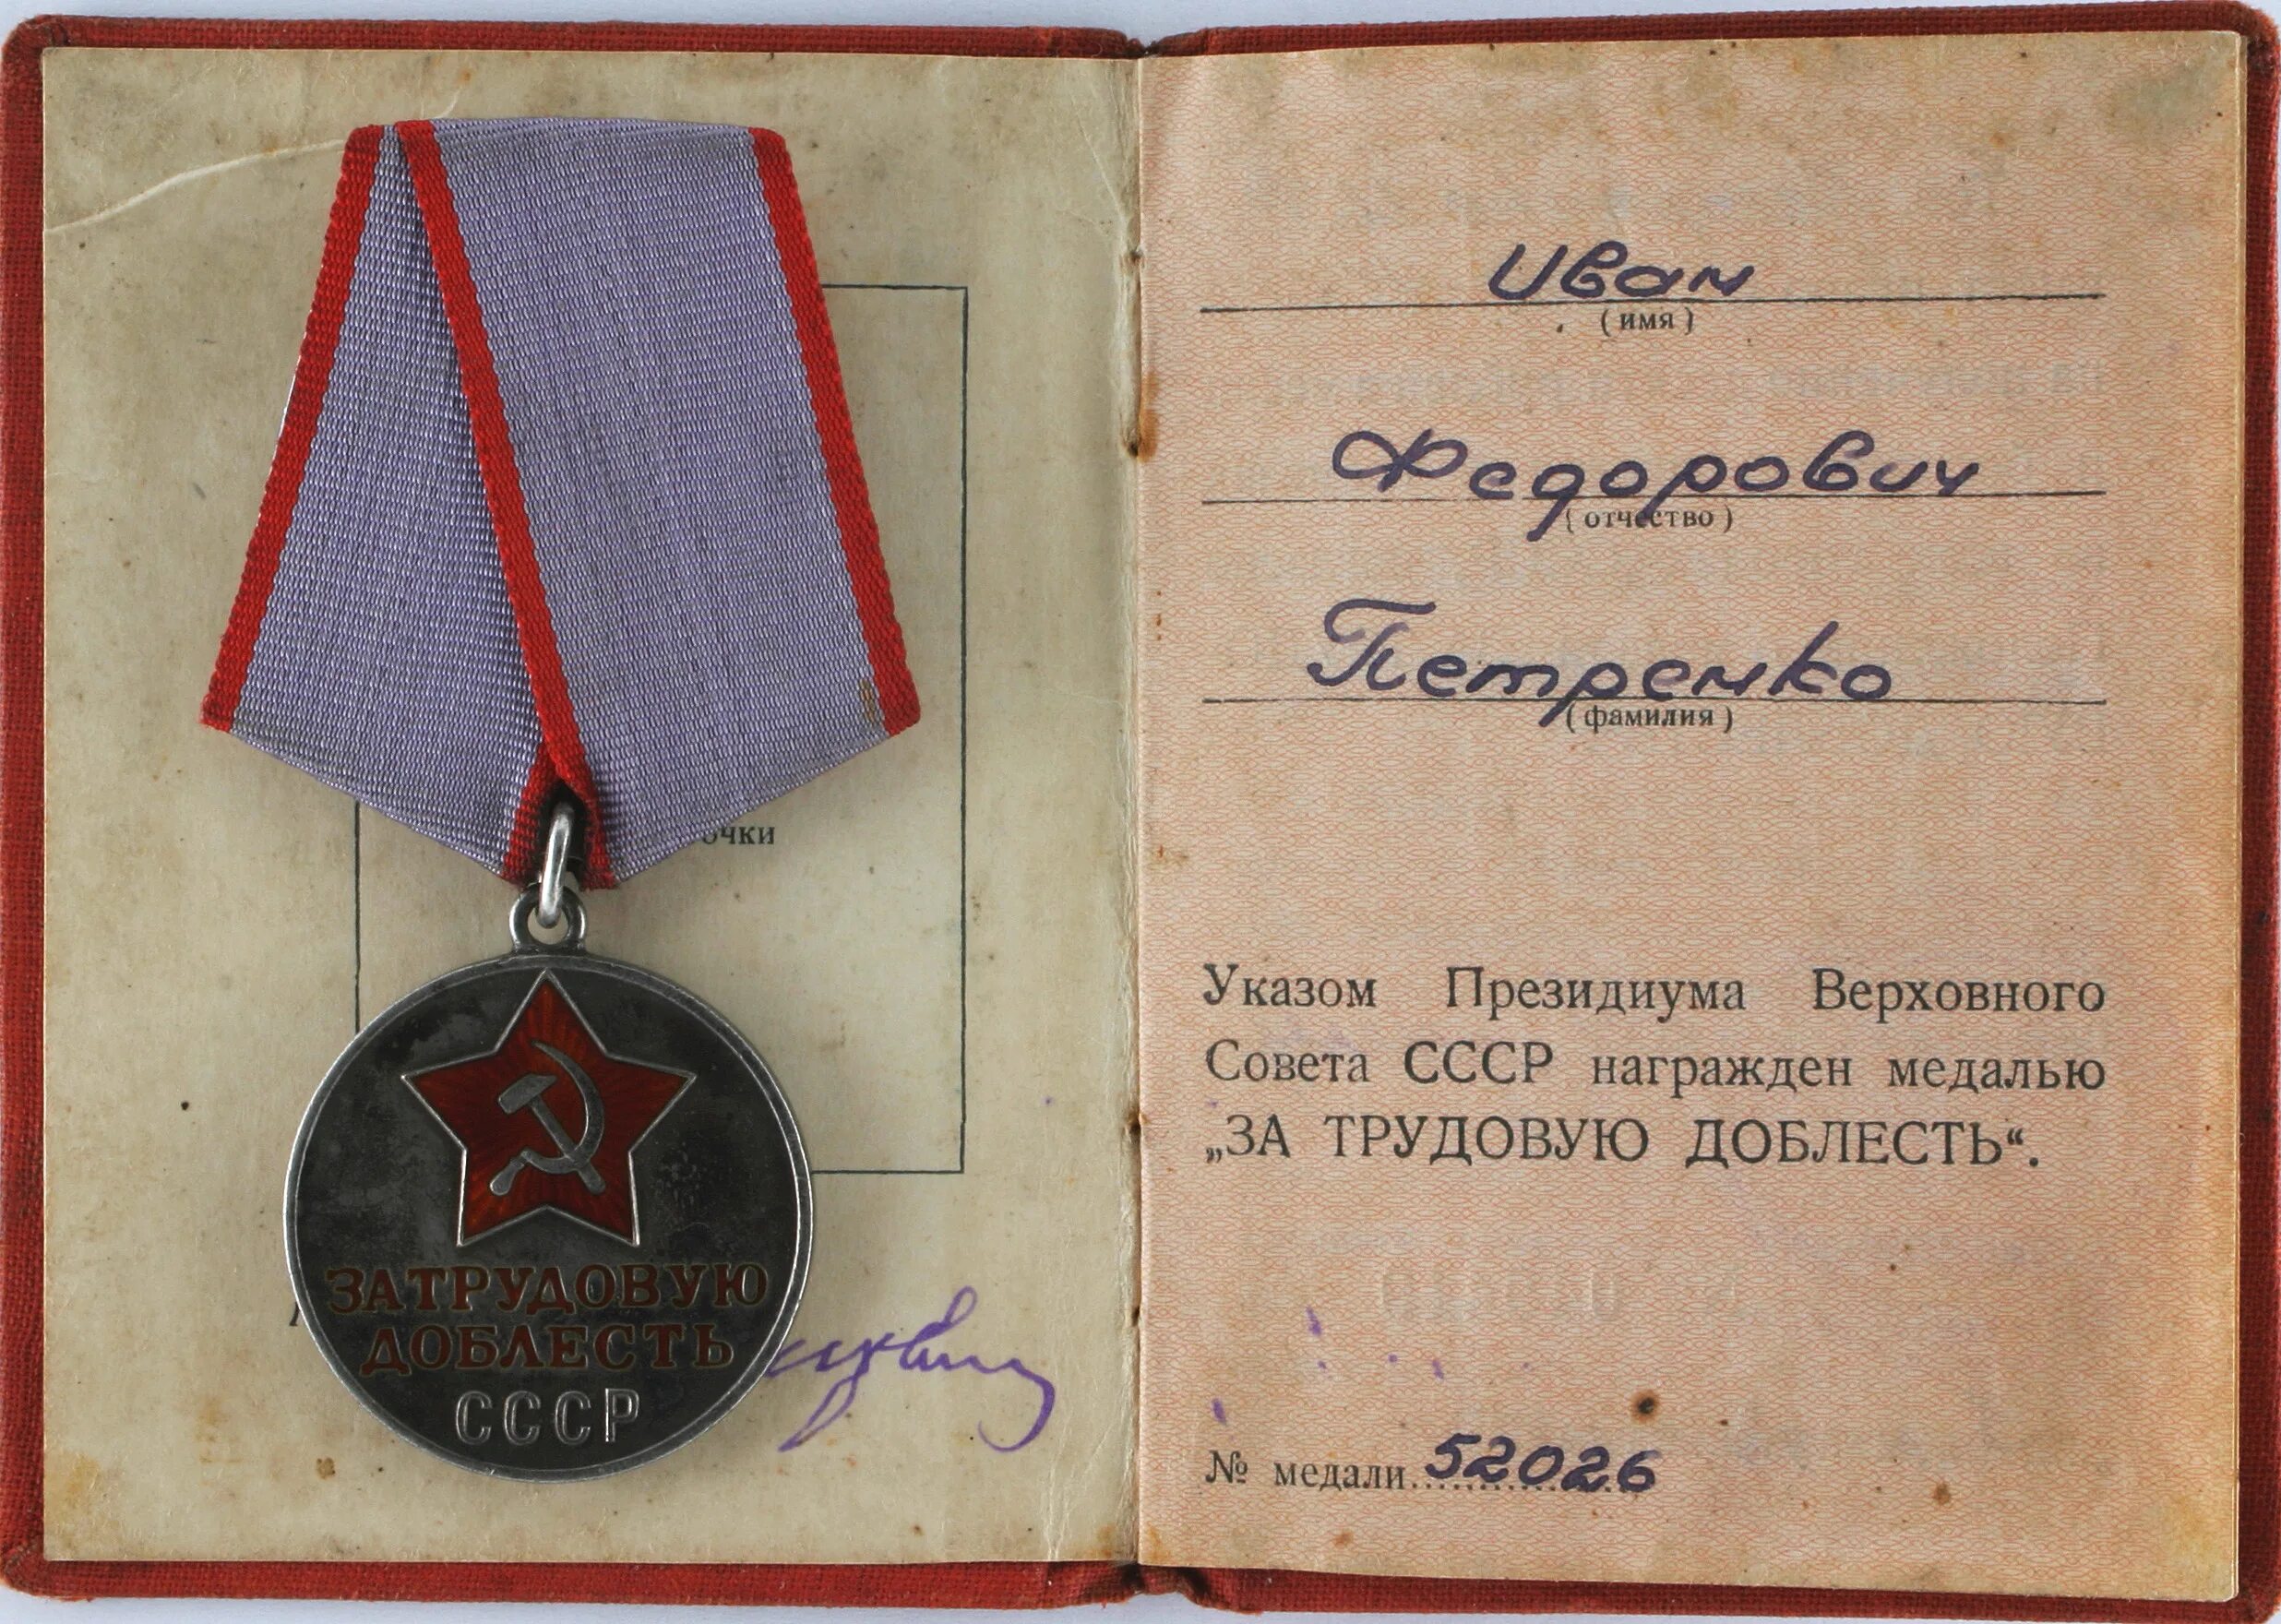 очки
ЗА ТРУДОВУЮ
ДОБЛЕСТЬ
СССР
Иван
(имя)
Федорович
(отчество)
Петренко
(фамилия)
Указом Президиума Верховного
Совета СССР награжден медалью
„ЗА ТРУДОВУЮ ДОБЛЕСТЬ“.
№ медали 52026